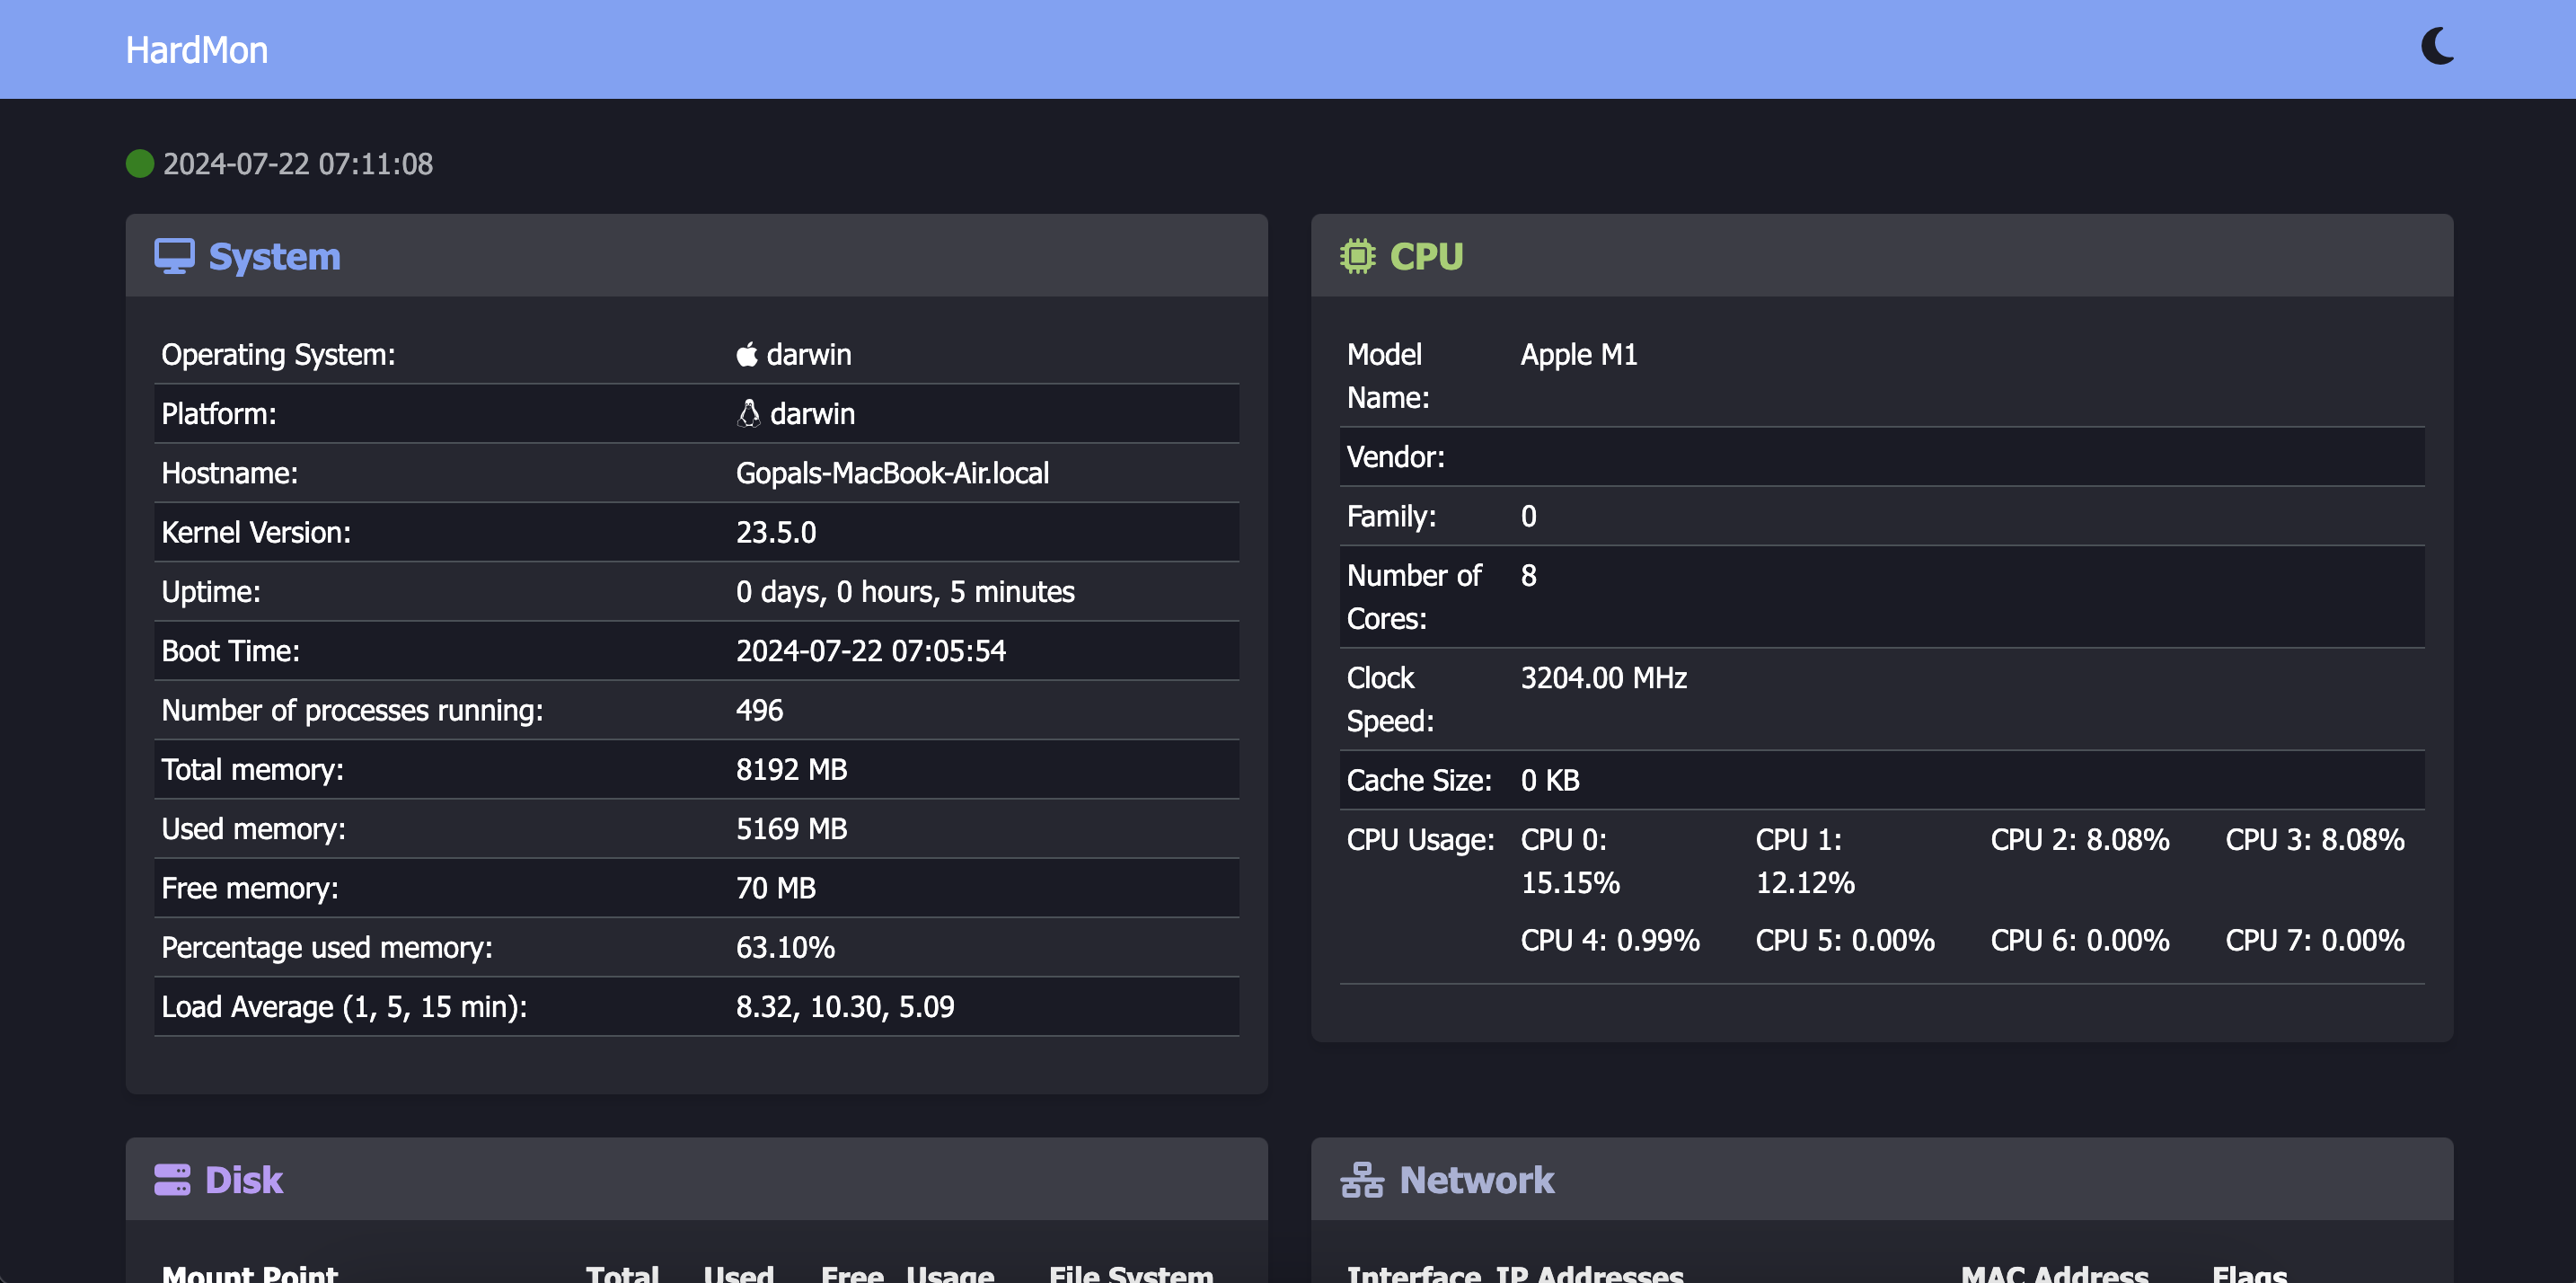 HardMon
2024-07-22 07:11:08
System
Operating System: darwin
Platform: darwin
Hostname: Gopals-MacBook-Air.local
Kernel Version: 23.5.0
Uptime: 0 days, 0 hours, 5 minutes
Boot Time: 2024-07-22 07:05:54
Number of processes running: 496
Total memory: 8192 MB
Used memory: 5169 MB
Free memory: 70 MB
Percentage used memory: 63.10%
Load Average (1, 5, 15 min): 8.32, 10.30, 5.09
CPU
Model Apple M1
Name:
Vendor:
Family: 0
Number of 8
Cores:
Clock 3204.00 MHz
Speed:
Cache Size: 0 KB
CPU Usage: CPU 0: CPU 1: CPU 2: 8.08% CPU 3: 8.08%
15.15% 12.12%
CPU 4: 0.99% CPU 5: 0.00% CPU 6: 0.00% CPU 7: 0.00%
Disk
Mount Point Total Used Free Usage File System
Network
Interface IP Addresses MAC Address Flags